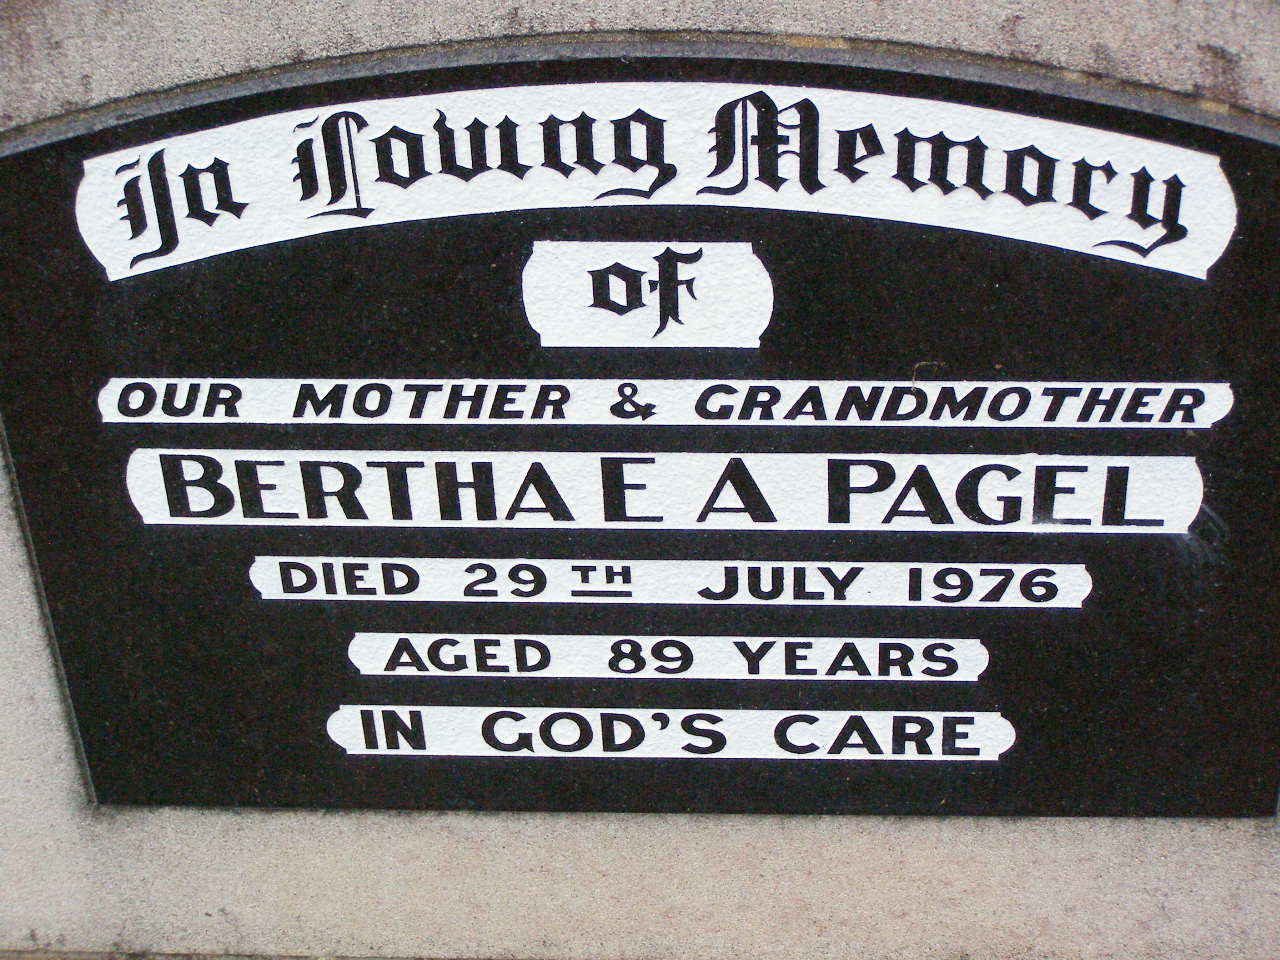 In Loving Memory
of
OUR MOTHER & GRANDMOTHER
BERTHA E A PAGEL
DIED 29TH JULY 1976
AGED 89 YEARS
IN GOD'S CARE